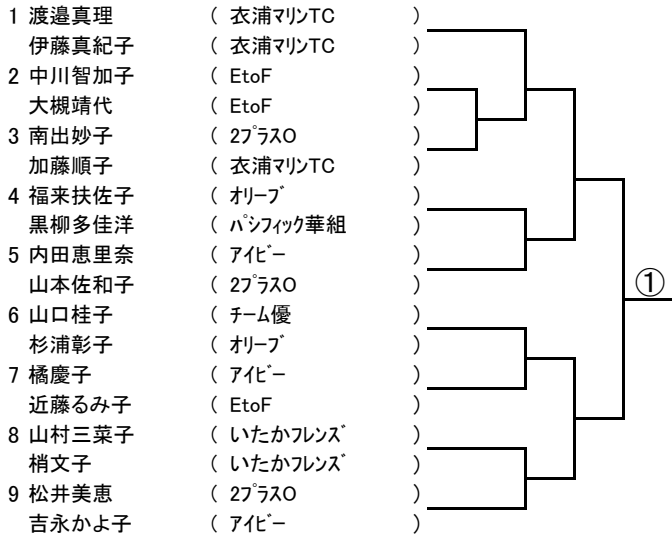 1 渡邉真理 ( 衣浦ﾏﾘﾝTC )
伊藤真紀子 ( 衣浦ﾏﾘﾝTC )
2 中川智加子 ( EtoF )
大槻靖代 ( EtoF )
3 南出妙子 ( 2ﾌﾟﾗｽO )
加藤順子 ( 衣浦ﾏﾘﾝTC )
4 福来扶佐子 ( ｵﾘｰﾌﾞ )
黒柳多佳洋 ( ﾊﾟｼﾌｨｯｸ華組 )
5 内田恵里奈 ( ｱｲﾋﾞｰ )
山本佐和子 ( 2ﾌﾟﾗｽO )
①
6 山口桂子 ( ﾁｰﾑ優 )
杉浦彰子 ( ｵﾘｰﾌﾞ )
7 橘慶子 ( ｱｲﾋﾞｰ )
近藤るみ子 ( EtoF )
8 山村三菜子 ( いたかﾌﾚﾝｽﾞ )
梢文子 ( いたかﾌﾚﾝｽﾞ )
9 松井美恵 ( 2ﾌﾟﾗｽO )
吉永かよ子 ( ｱｲﾋﾞｰ )